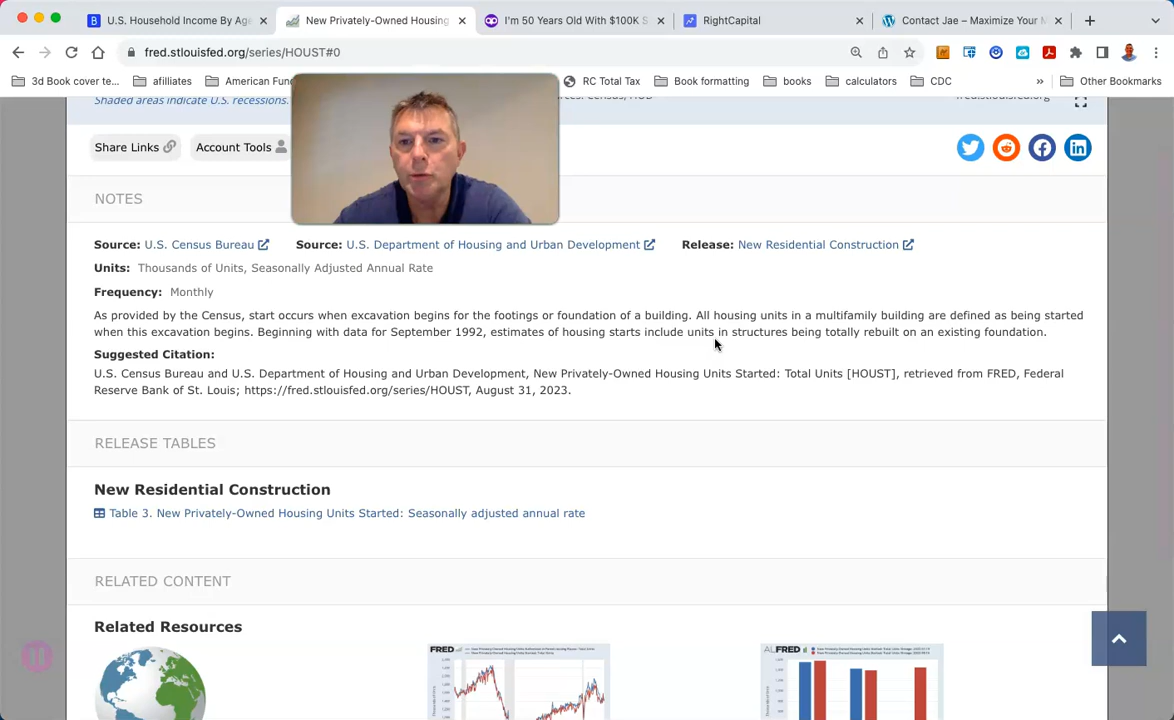 U.S. Household Income By Age
New Privately-Owned Housing
I'm 50 Years Old With $100K S
RightCapital
Contact Jae – Maximize Your M
fred.stlouisfed.org/series/HOUST#0
3d Book cover te...
afilliates
American Fun
RC Total Tax
Book formatting
books
calculators
CDC
»
Other Bookmarks
Shaded areas indicate U.S. recessions.
fred.stlouisfed.org
Share Links
Account Tools
NOTES
Source: U.S. Census Bureau
Source: U.S. Department of Housing and Urban Development
Release: New Residential Construction
Units: Thousands of Units, Seasonally Adjusted Annual Rate
Frequency: Monthly
As provided by the Census, start occurs when excavation begins for the footings or foundation of a building. All housing units in a multifamily building are defined as being started
when this excavation begins. Beginning with data for September 1992, estimates of housing starts include units in structures being totally rebuilt on an existing foundation.
Suggested Citation:
U.S. Census Bureau and U.S. Department of Housing and Urban Development, New Privately-Owned Housing Units Started: Total Units [HOUST], retrieved from FRED, Federal
Reserve Bank of St. Louis; https://fred.stlouisfed.org/series/HOUST, August 31, 2023.
RELEASE TABLES
New Residential Construction
Table 3. New Privately-Owned Housing Units Started: Seasonally adjusted annual rate
RELATED CONTENT
Related Resources
FRED
ALFRED